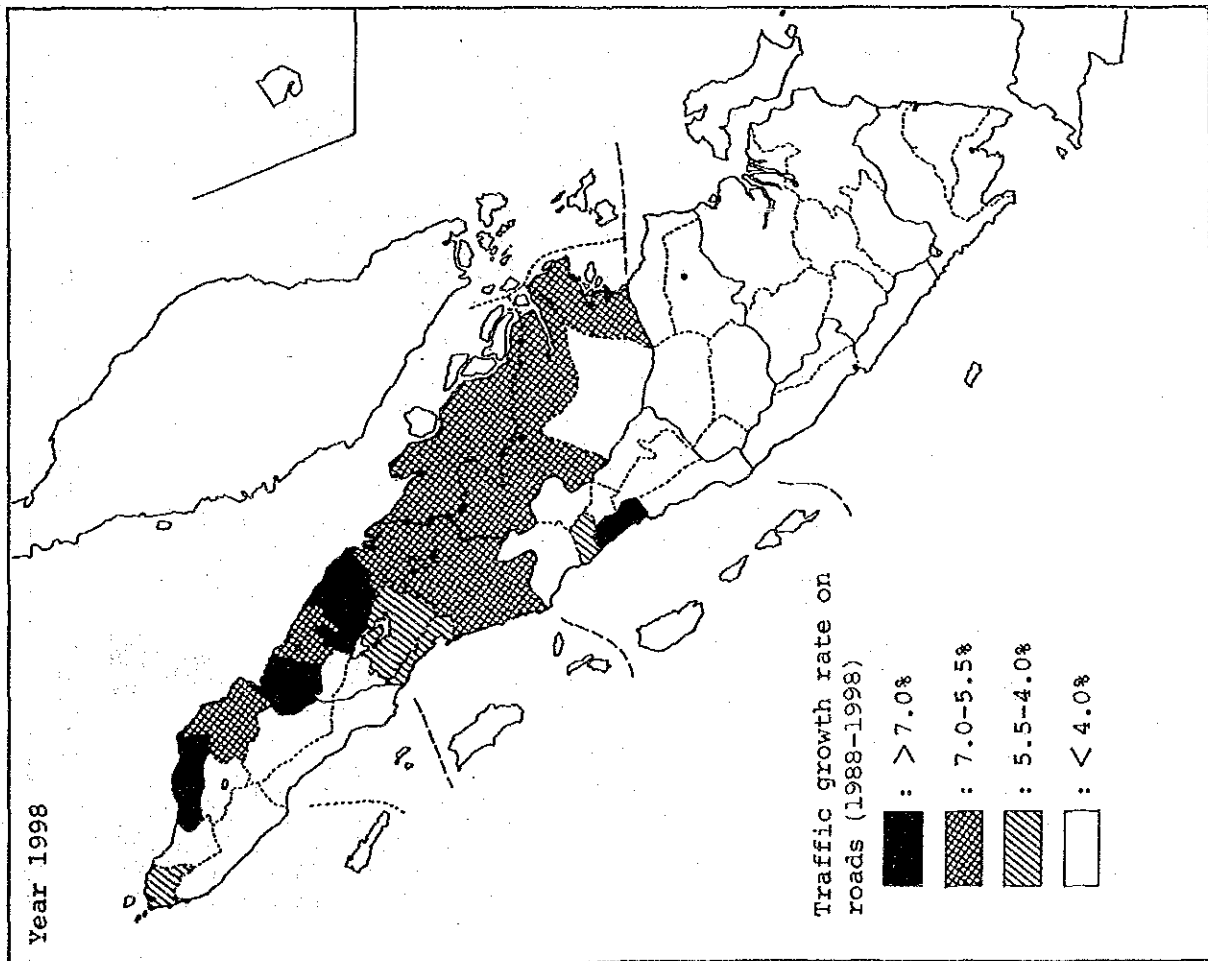 Year 1998
Traffic growth rate on
roads (1988-1998)
: > 7.0%
: 7.0-5.5%
: 5.5-4.0%
: < 4.0%